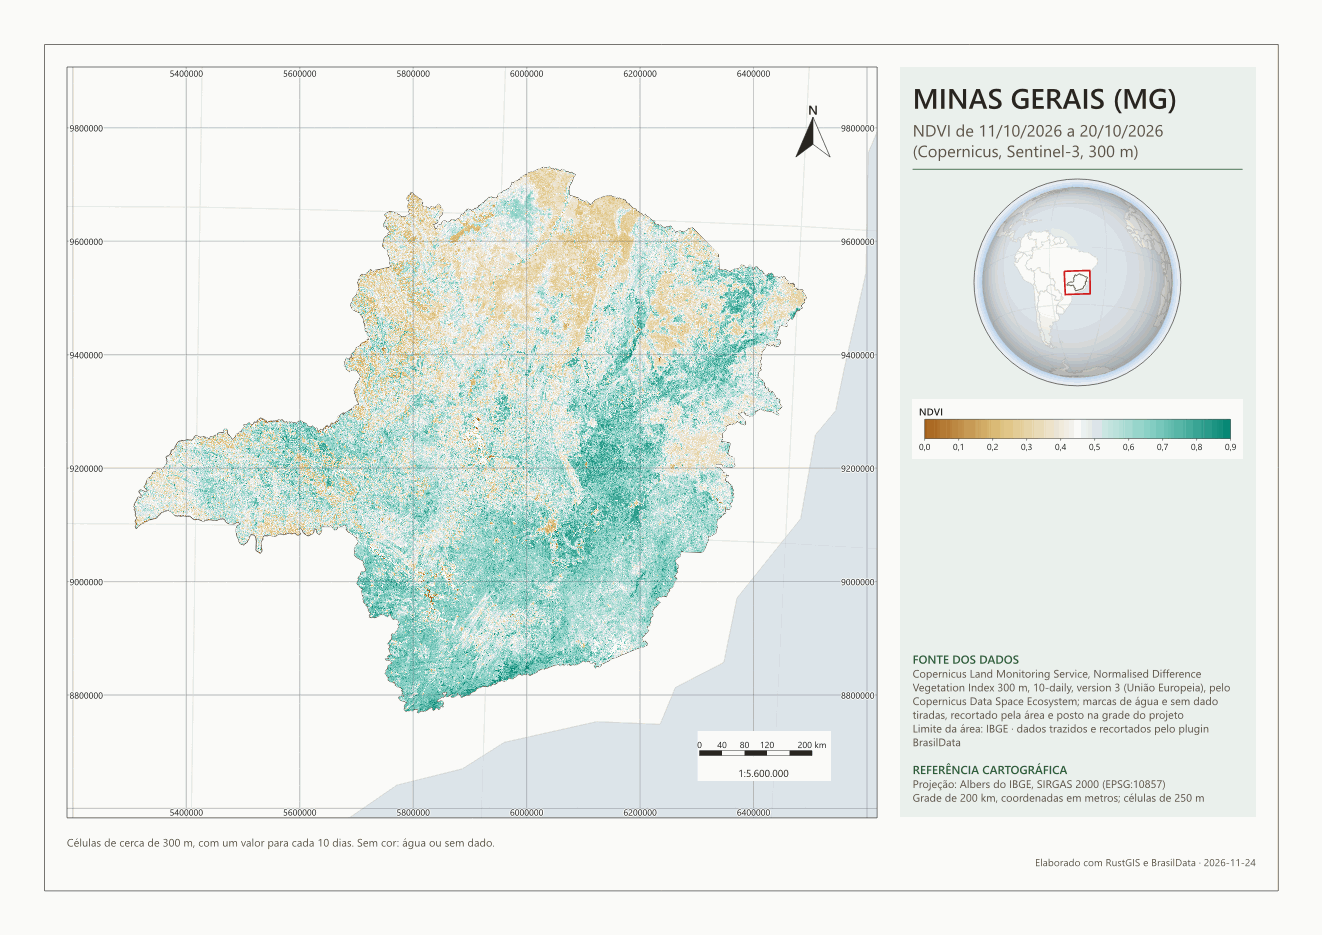 5400000 5600000 5800000 6000000 6200000 6400000
N
9800000 9800000
9600000 9600000
9400000 9400000
9200000 9200000
9000000 9000000
8800000 8800000
0 40 80 120 200 km
1:5.600.000
5400000 5600000 5800000 6000000 6200000 6400000
Células de cerca de 300 m, com um valor para cada 10 dias. Sem cor: água ou sem dado.
MINAS GERAIS (MG)
NDVI de 11/10/2026 a 20/10/2026
(Copernicus, Sentinel-3, 300 m)
NDVI
0,0 0,1 0,2 0,3 0,4 0,5 0,6 0,7 0,8 0,9
FONTE DOS DADOS
Copernicus Land Monitoring Service, Normalised Difference
Vegetation Index 300 m, 10-daily, version 3 (União Europeia), pelo
Copernicus Data Space Ecosystem; marcas de água e sem dado
tiradas, recortado pela área e posto na grade do projeto
Limite da área: IBGE · dados trazidos e recortados pelo plugin
BrasilData
REFERÊNCIA CARTOGRÁFICA
Projeção: Albers do IBGE, SIRGAS 2000 (EPSG:10857)
Grade de 200 km, coordenadas em metros; células de 250 m
Elaborado com RustGIS e BrasilData · 2026-11-24